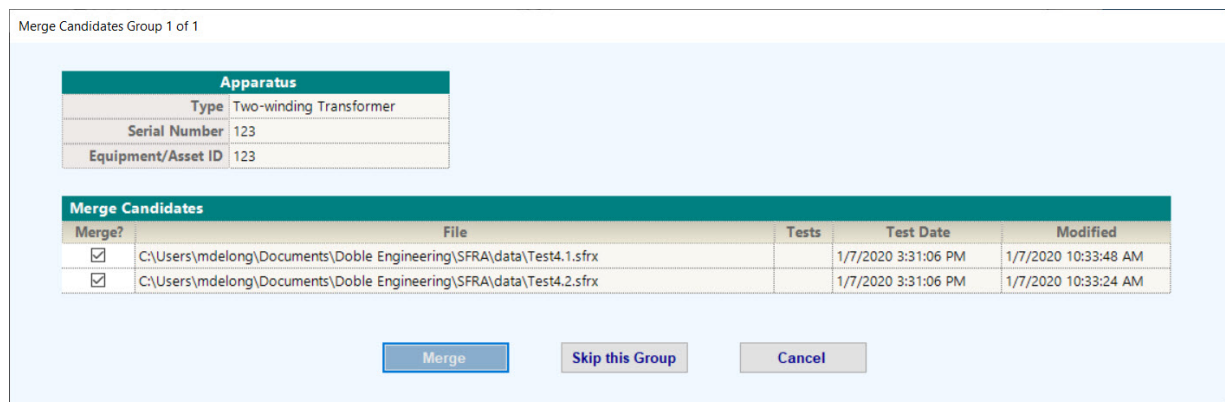 Merge Candidates Group 1 of 1
Apparatus
Type Two-winding Transformer
Serial Number 123
Equipment/Asset ID 123
Merge Candidates
Merge? File Tests Test Date Modified
C:\Users\mdelong\Documents\Doble Engineering\SFRA\data\Test4.1.sfrx 1/7/2020 3:31:06 PM 1/7/2020 10:33:48 AM
C:\Users\mdelong\Documents\Doble Engineering\SFRA\data\Test4.2.sfrx 1/7/2020 3:31:06 PM 1/7/2020 10:33:24 AM
Merge Skip this Group Cancel